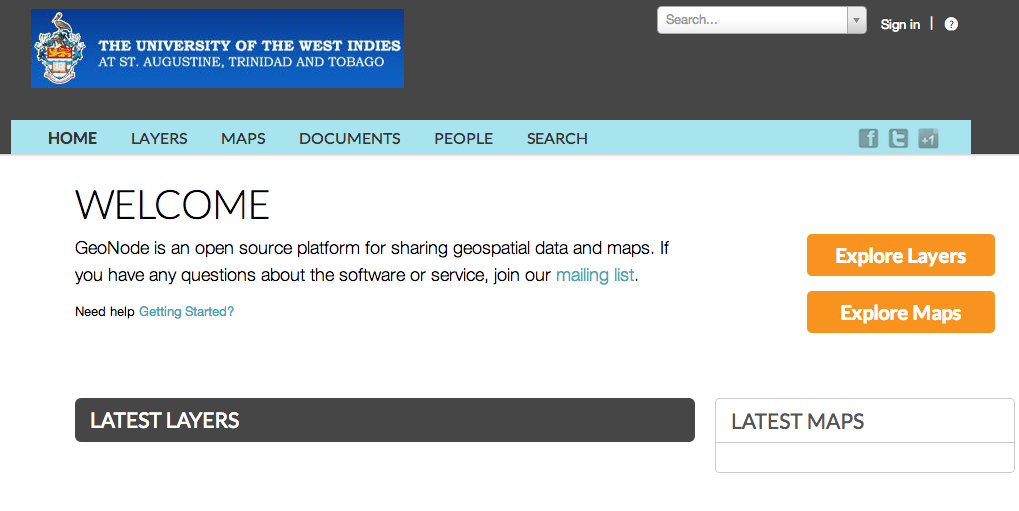 THE UNIVERSITY OF THE WEST INDIES
AT ST. AUGUSTINE, TRINIDAD AND TOBAGO
Search...
Sign in | ?
HOME LAYERS MAPS DOCUMENTS PEOPLE SEARCH
f t +1
WELCOME
GeoNode is an open source platform for sharing geospatial data and maps. If
you have any questions about the software or service, join our mailing list.
Need help Getting Started?
Explore Layers
Explore Maps
LATEST LAYERS
LATEST MAPS